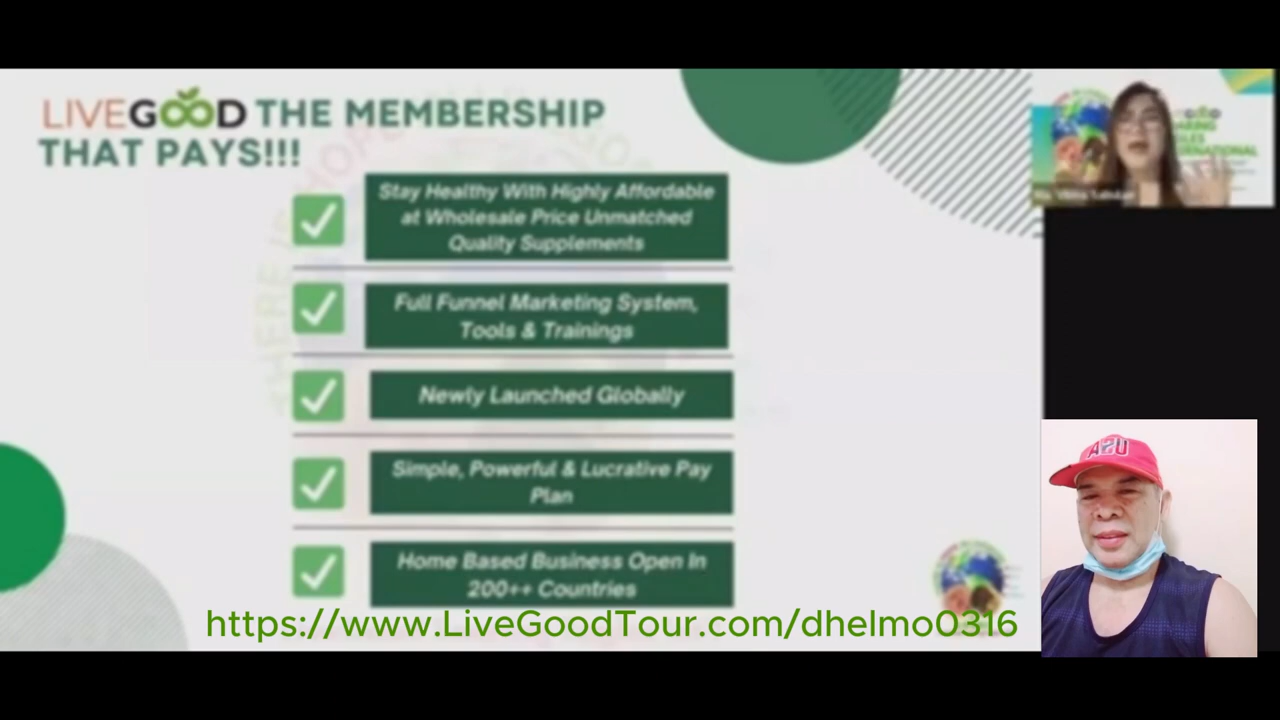 LIVEGOOD THE MEMBERSHIP
THAT PAYS!!!
Stay Healthy With Highly Affordable
at Wholesale Price Unmatched
Quality Supplements
Full Funnel Marketing System,
Tools & Trainings
Newly Launched Globally
Simple, Powerful & Lucrative Pay
Plan
Home Based Business Open In
200++ Countries
https://www.LiveGoodTour.com/dhelmo0316